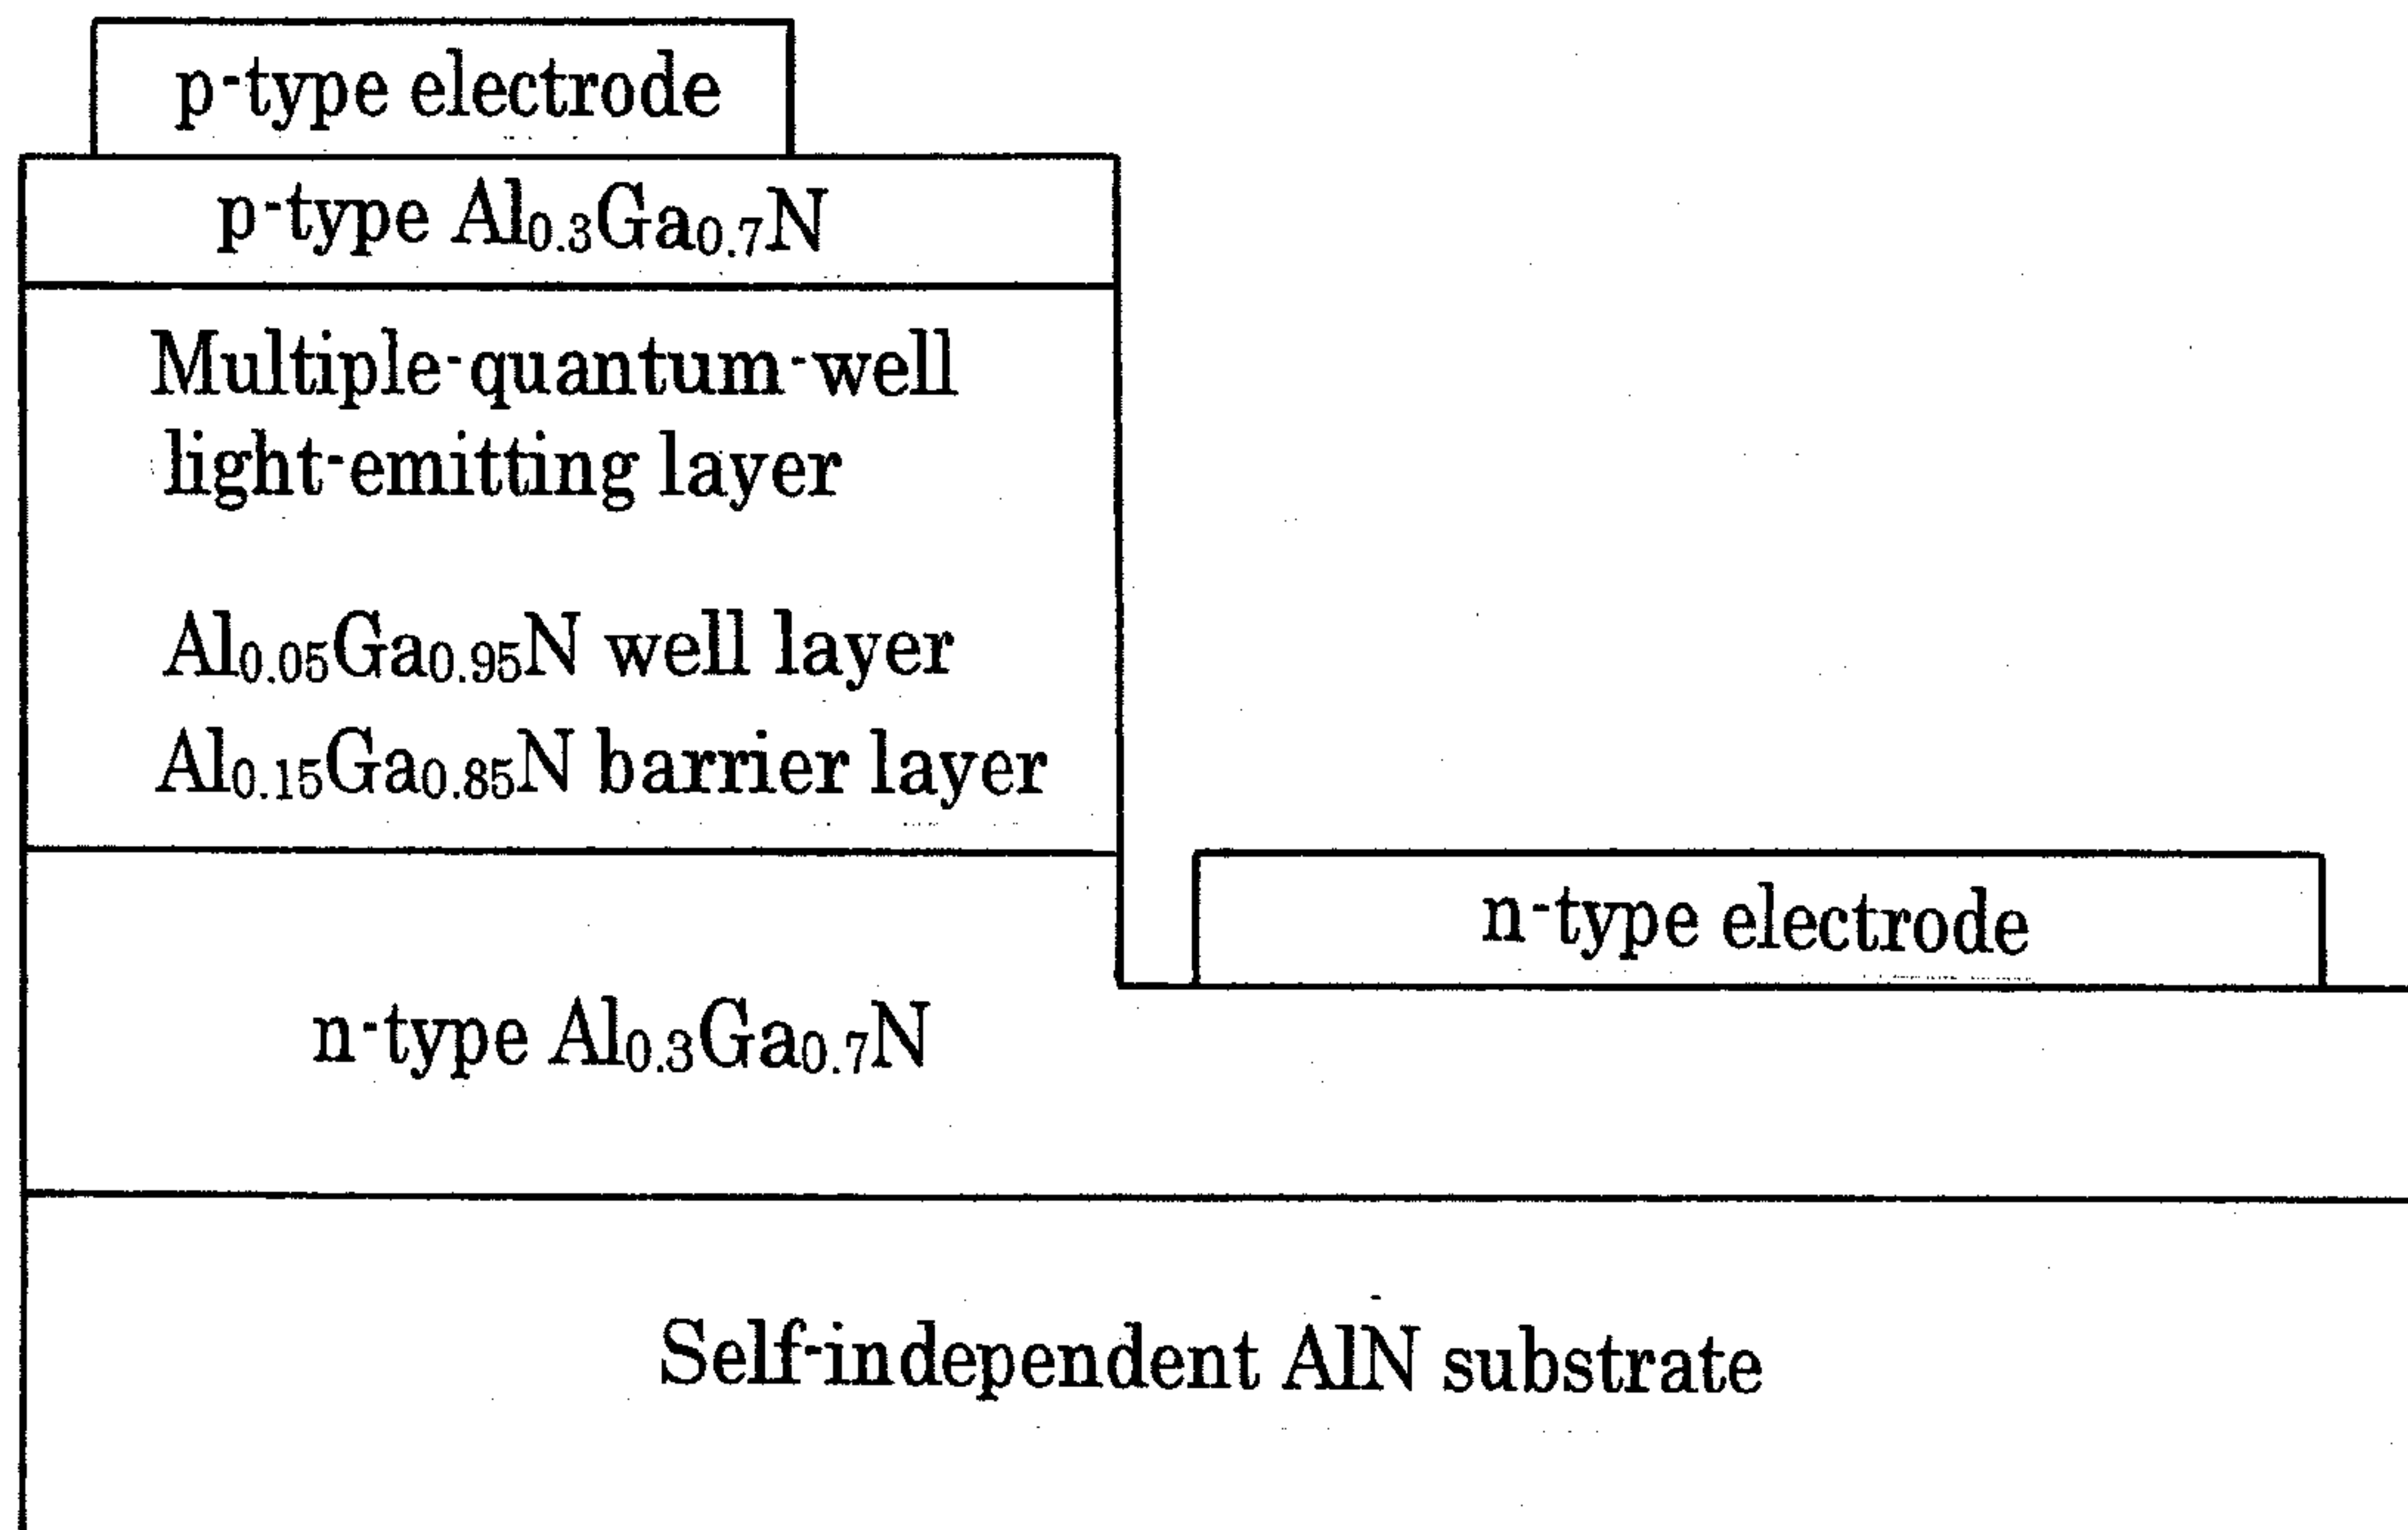 p-type electrode
p-type Al₀.₃Ga₀.₇N
Multiple-quantum-well
light-emitting layer
Al₀.₀₅Ga₀.₉₅N well layer
Al₀.₁₅Ga₀.₈₅N barrier layer
n-type electrode
n-type Al₀.₃Ga₀.₇N
Self-independent AlN substrate